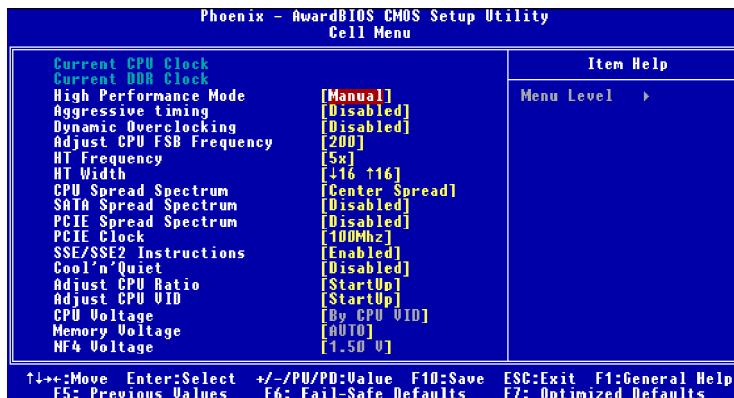 Phoenix - AwardBIOS CMOS Setup Utility
Cell Menu
Current CPU Clock
Current DDR Clock
High Performance Mode [Manual]
Aggressive timing [Disabled]
Dynamic Overclocking [Disabled]
Adjust CPU FSB Frequency [200]
HT Frequency [5x]
HT Width [↓16 ↑16]
CPU Spread Spectrum [Center Spread]
SATA Spread Spectrum [Disabled]
PCIE Spread Spectrum [Disabled]
PCIE Clock [100Mhz]
SSE/SSE2 Instructions [Enabled]
Cool'n'Quiet [Disabled]
Adjust CPU Ratio [StartUp]
Adjust CPU VID [StartUp]
CPU Voltage [By CPU VID]
Memory Voltage [AUTO]
NF4 Voltage [1.50 V]
Item Help
Menu Level ▸
↑↓→←:Move Enter:Select +/-/PU/PD:Value F10:Save ESC:Exit F1:General Help
F5: Previous Values F6: Fail-Safe Defaults F7: Optimized Defaults